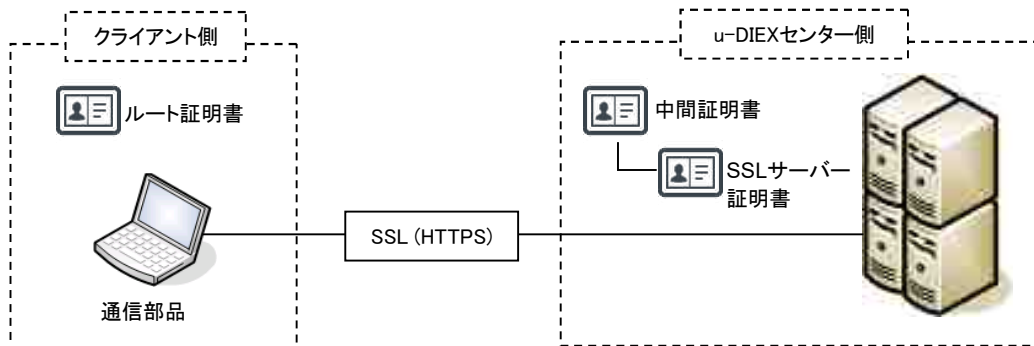 クライアント側
u-DIEXセンター側
ルート証明書
中間証明書
SSLサーバー
証明書
SSL (HTTPS)
通信部品